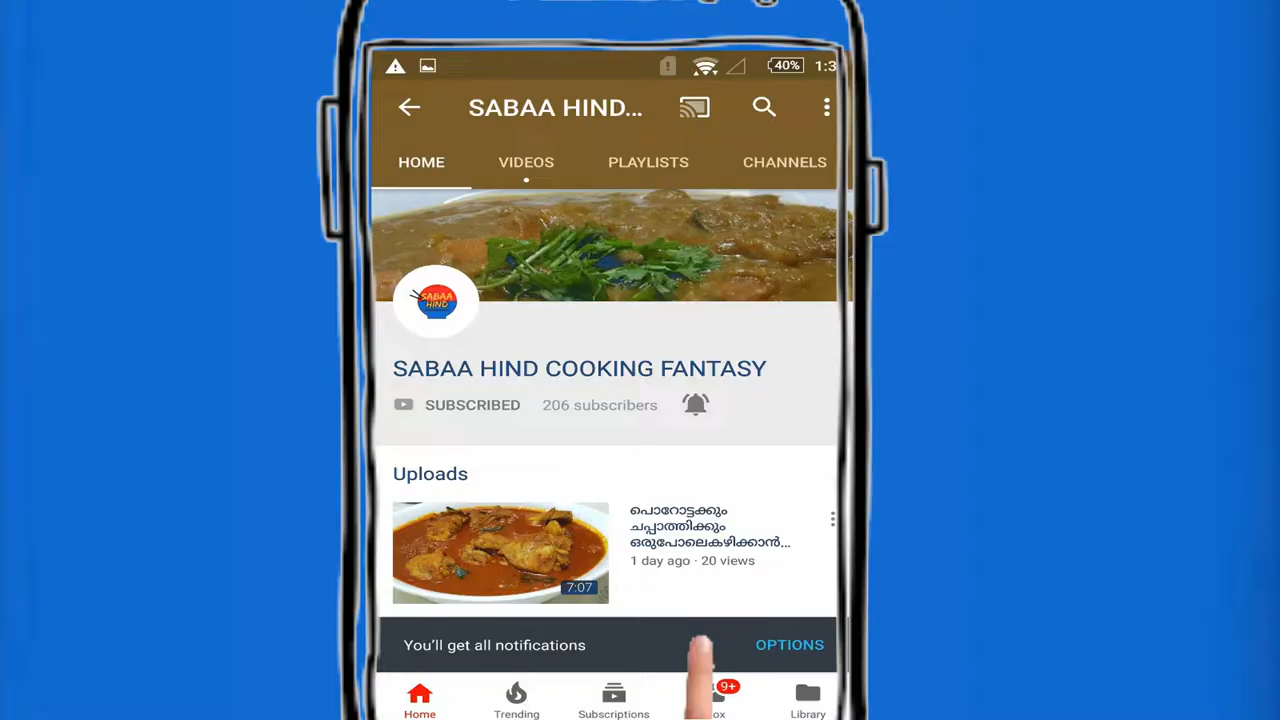 40% 1:3
SABAA HIND...
HOME VIDEOS PLAYLISTS CHANNELS
SABAA
HIND
SABAA HIND COOKING FANTASY
SUBSCRIBED 206 subscribers
Uploads
പൊറോട്ടക്കും
ചപ്പാത്തിക്കും
ഒരുപോലെകഴിക്കാൻ...
1 day ago · 20 views
7:07
You'll get all notifications OPTIONS
9+
Home Trending Subscriptions Library